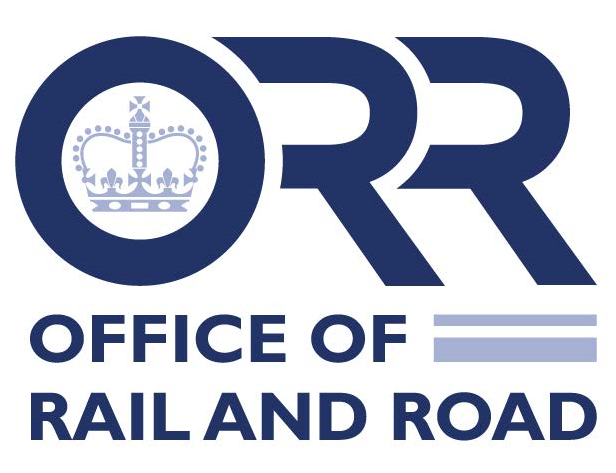 ORR
OFFICE OF
RAIL AND ROAD